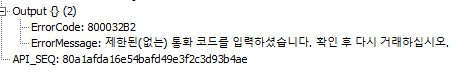 Output {} (2)
ErrorCode: 800032B2
ErrorMessage: 제한된(없는) 통화 코드를 입력하셨습니다. 확인 후 다시 거래하십시오.
API_SEQ: 80a1afda16e54bafd49e3f2c3d93b4ae